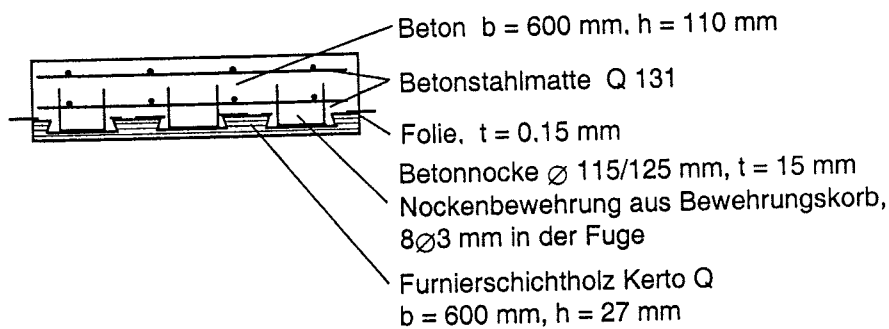 Beton b = 600 mm. h = 110 mm
Betonstahlmatte Q 131
Folie. t = 0.15 mm
Betonnocke ∅ 115/125 mm, t = 15 mm
Nockenbewehrung aus Bewehrungskorb,
8∅3 mm in der Fuge
Furnierschichtholz Kerto Q
b = 600 mm, h = 27 mm